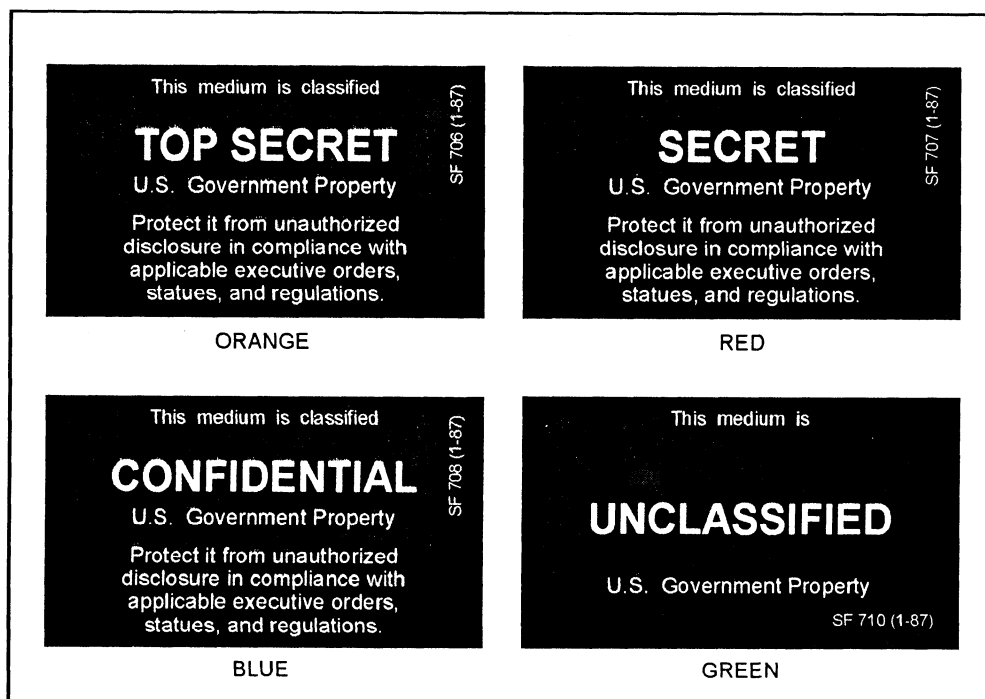 This medium is classified
TOP SECRET
U.S. Government Property
Protect it from unauthorized
disclosure in compliance with
applicable executive orders,
statues, and regulations.
SF 706 (1-87)
ORANGE
This medium is classified
SECRET
U.S. Government Property
Protect it from unauthorized
disclosure in compliance with
applicable executive orders,
statues, and regulations.
SF 707 (1-87)
RED
This medium is classified
CONFIDENTIAL
U.S. Government Property
Protect it from unauthorized
disclosure in compliance with
applicable executive orders,
statues, and regulations.
SF 708 (1-87)
BLUE
This medium is
UNCLASSIFIED
U.S. Government Property
SF 710 (1-87)
GREEN